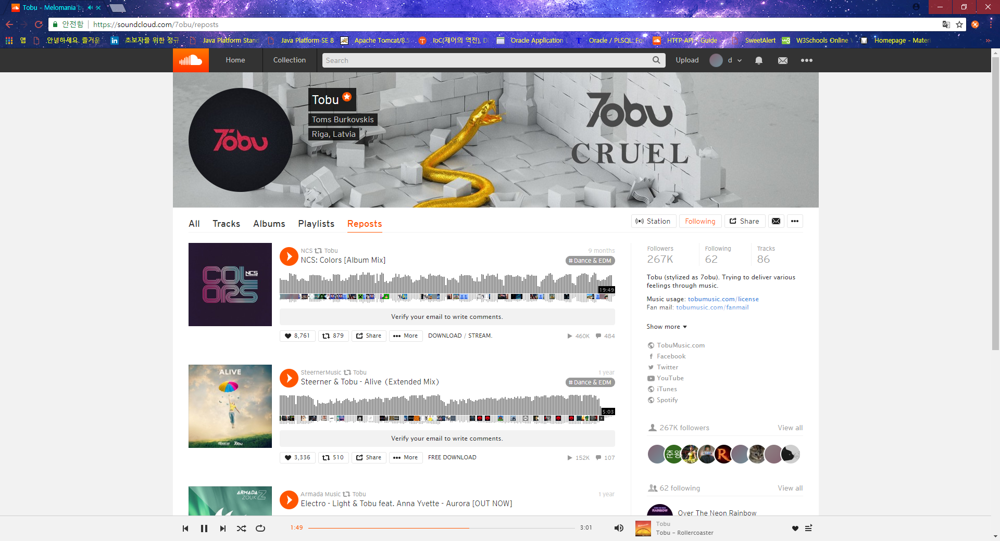 Tobu - Melomania b
안전함 https://soundcloud.com/7obu/reposts
앱 안녕하세요. 즐거운 초보자를 위한 정규 Java Platform Stand Java Platform SE 8 Apache Tomcat/8.5 IoC(제어의 역전), D Oracle Application Oracle / PLSQL: HTTP API - Guide SweetAlert W3Schools Online Homepage - Mater
Home Collection Search Upload d
Tobu
Toms Burkovskis
Riga, Latvia
7obu
7obu
CRUEL
All Tracks Albums Playlists Reposts Station Following Share
NCS Tobu 9 months
NCS: Colors [Album Mix] # Dance & EDM
COLORS NCS
19:49
Verify your email to write comments.
8,761 879 Share More DOWNLOAD / STREAM. 460K 484
SteernerMusic Tobu 1 year
Steerner & Tobu - Alive (Extended Mix) # Dance & EDM
ALIVE
7obu
5:03
Verify your email to write comments.
3,336 510 Share More FREE DOWNLOAD 152K 107
Armada Music Tobu 1 year
Electro - Light & Tobu feat. Anna Yvette - Aurora [OUT NOW]
ARMADA
ZOUK Z
Followers Following Tracks
267K 62 86
Tobu (stylized as 7obu). Trying to deliver various
feelings through music.
Music usage: tobumusic.com/license
Fan mail: tobumusic.com/fanmail
Show more
TobuMusic.com
Facebook
Twitter
YouTube
iTunes
Spotify
267K followers View all
준왕
R
62 following View all
RAINBOW
Over The Neon Rainbow
1:49 3:01
Tobu
Tobu - Rollercoaster